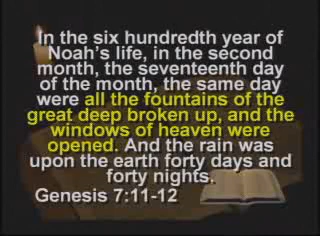 In the six hundredth year of
Noah's life, in the second
month, the seventeenth day
of the month, the same day
were all the fountains of the
great deep broken up, and the
windows of heaven were
opened. And the rain was
upon the earth forty days and
forty nights.
Genesis 7:11-12